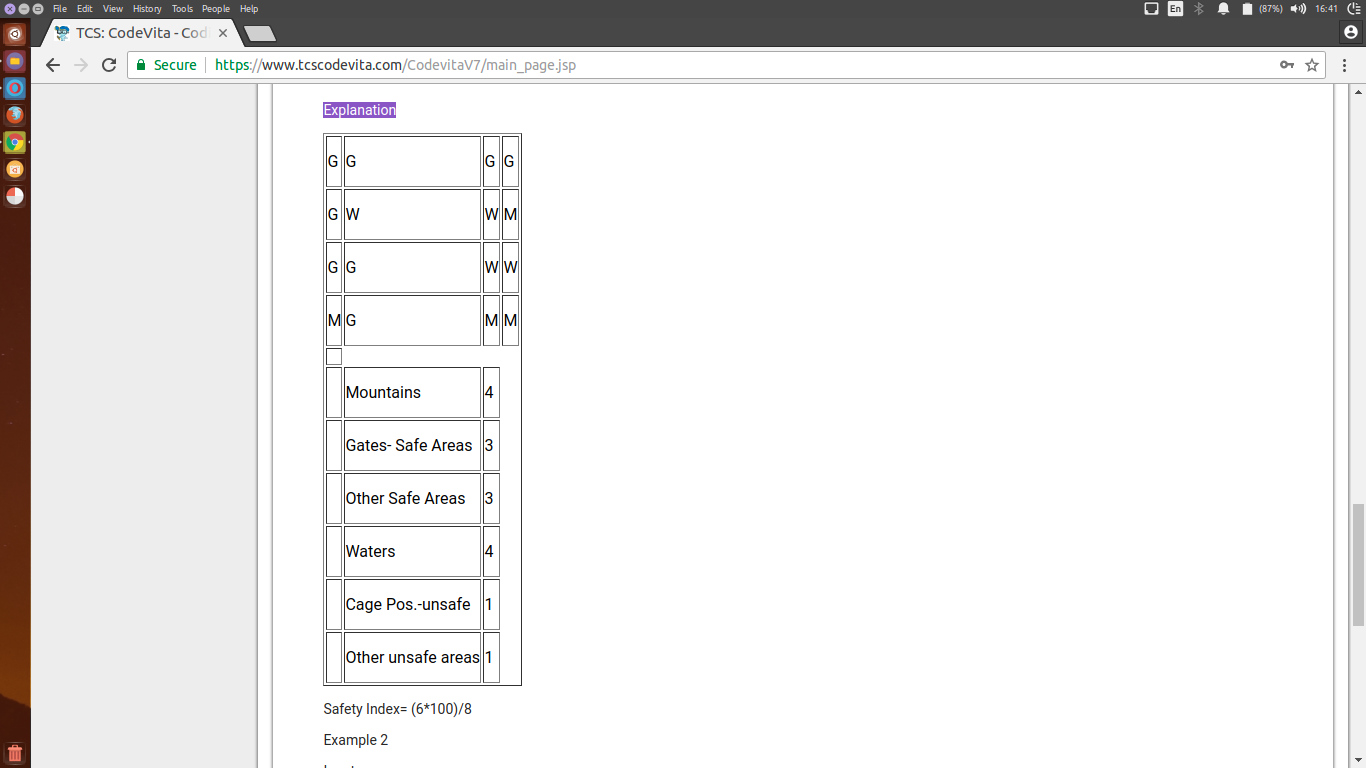 File Edit View History Tools People Help En (87%) 16:41
TCS: CodeVita - Cod
Secure https://www.tcscodevita.com/CodevitaV7/main_page.jsp
Explanation
G G G G
G W W M
G G W W
M G M M
Mountains 4
Gates- Safe Areas 3
Other Safe Areas 3
Waters 4
Cage Pos.-unsafe 1
Other unsafe areas 1
Safety Index= (6*100)/8
Example 2